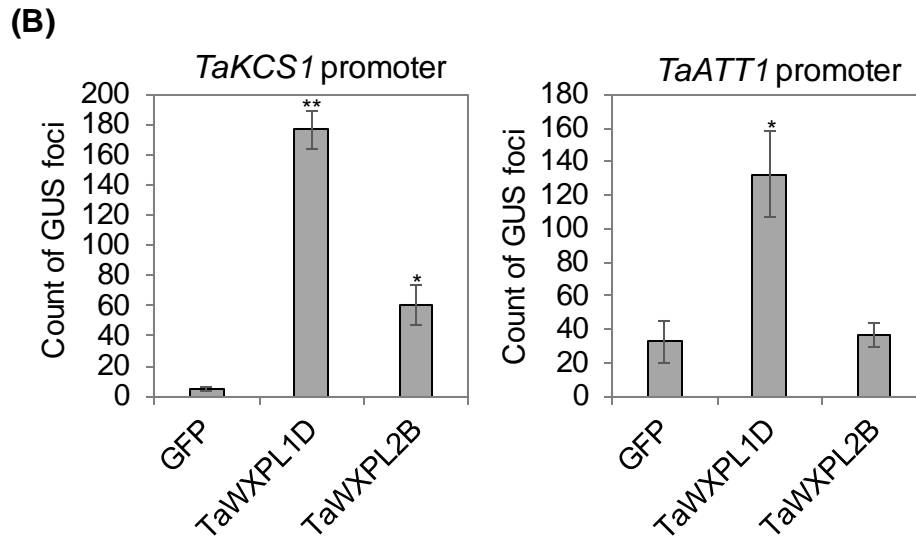 (B)
TaKCS1 promoter
Count of GUS foci
200
180
160
140
120
100
80
60
40
20
0
**
*
GFP
TaWXPL1D
TaWXPL2B
TaATT1 promoter
Count of GUS foci
180
160
140
120
100
80
60
40
20
0
*
GFP
TaWXPL1D
TaWXPL2B